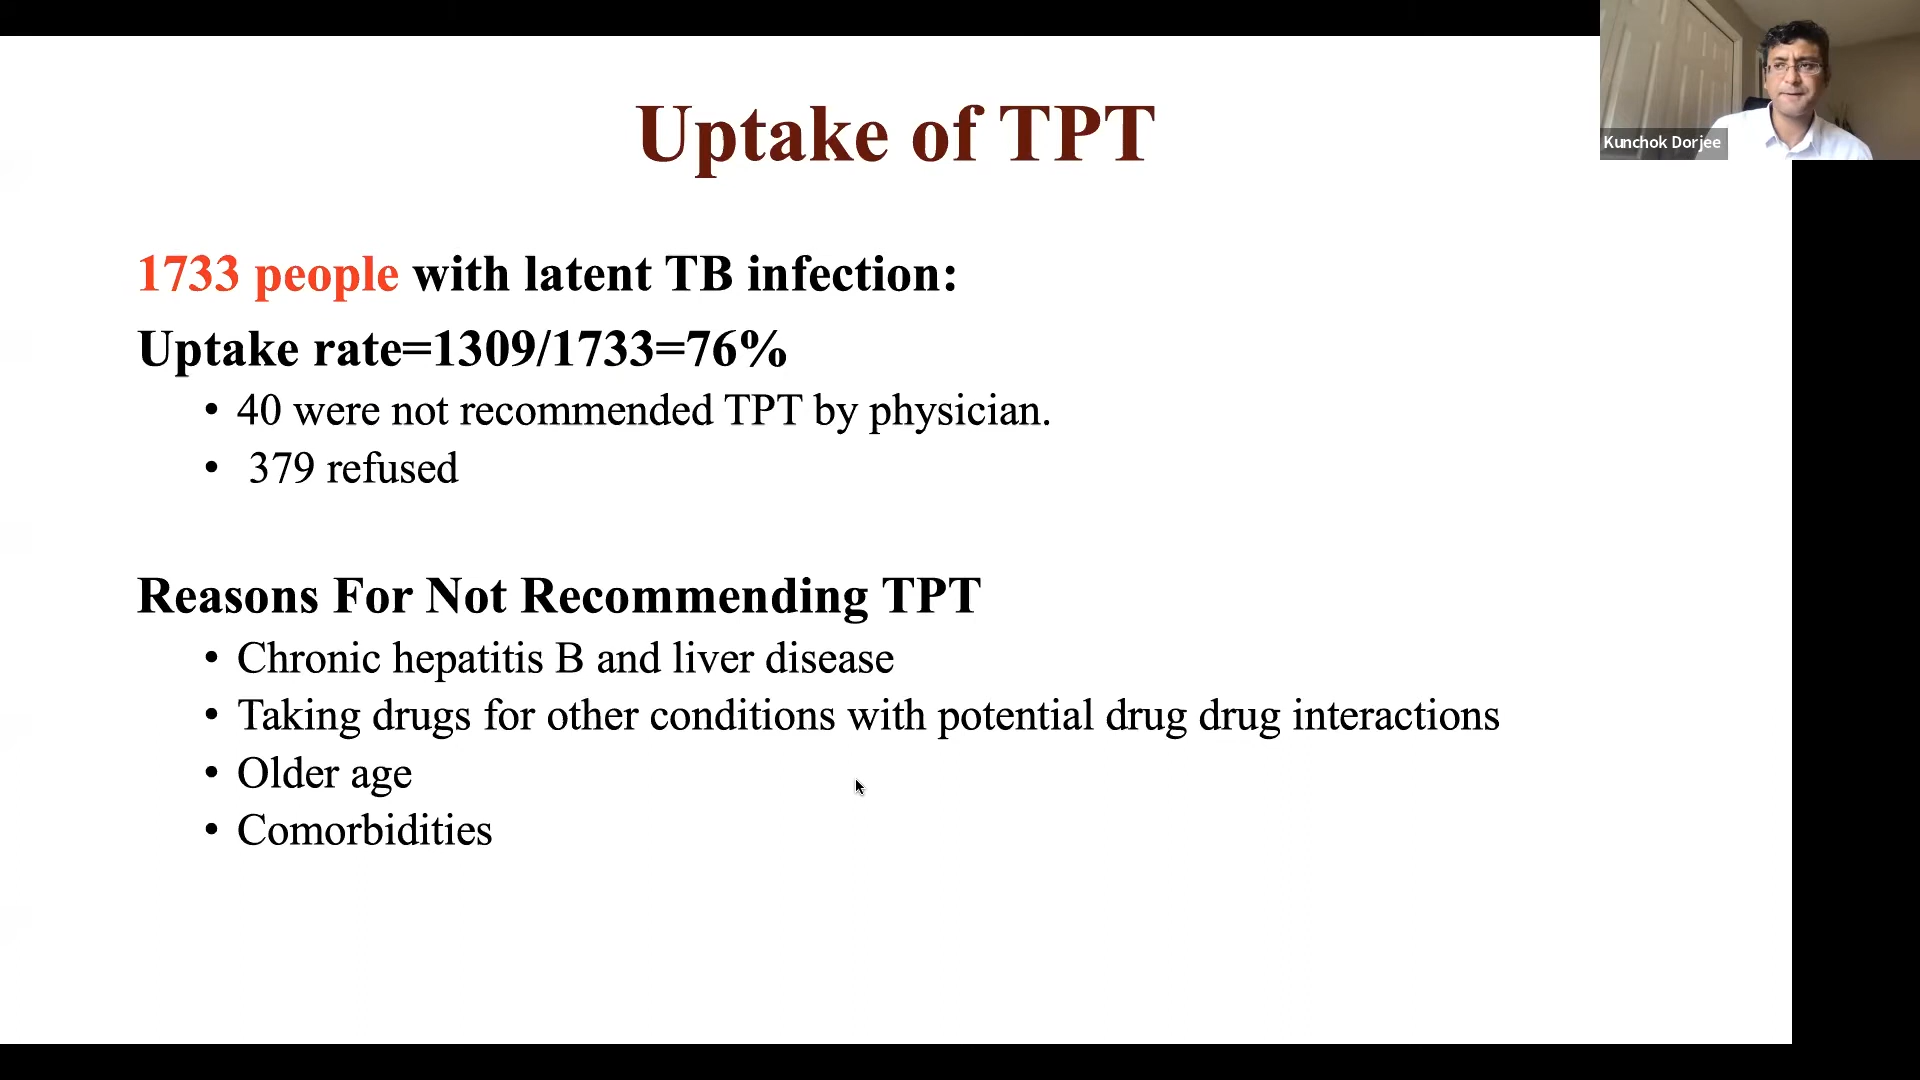 Uptake of TPT
Kunchok Dorjee
1733 people with latent TB infection:
Uptake rate=1309/1733=76%
• 40 were not recommended TPT by physician.
• 379 refused
Reasons For Not Recommending TPT
• Chronic hepatitis B and liver disease
• Taking drugs for other conditions with potential drug drug interactions
• Older age
• Comorbidities